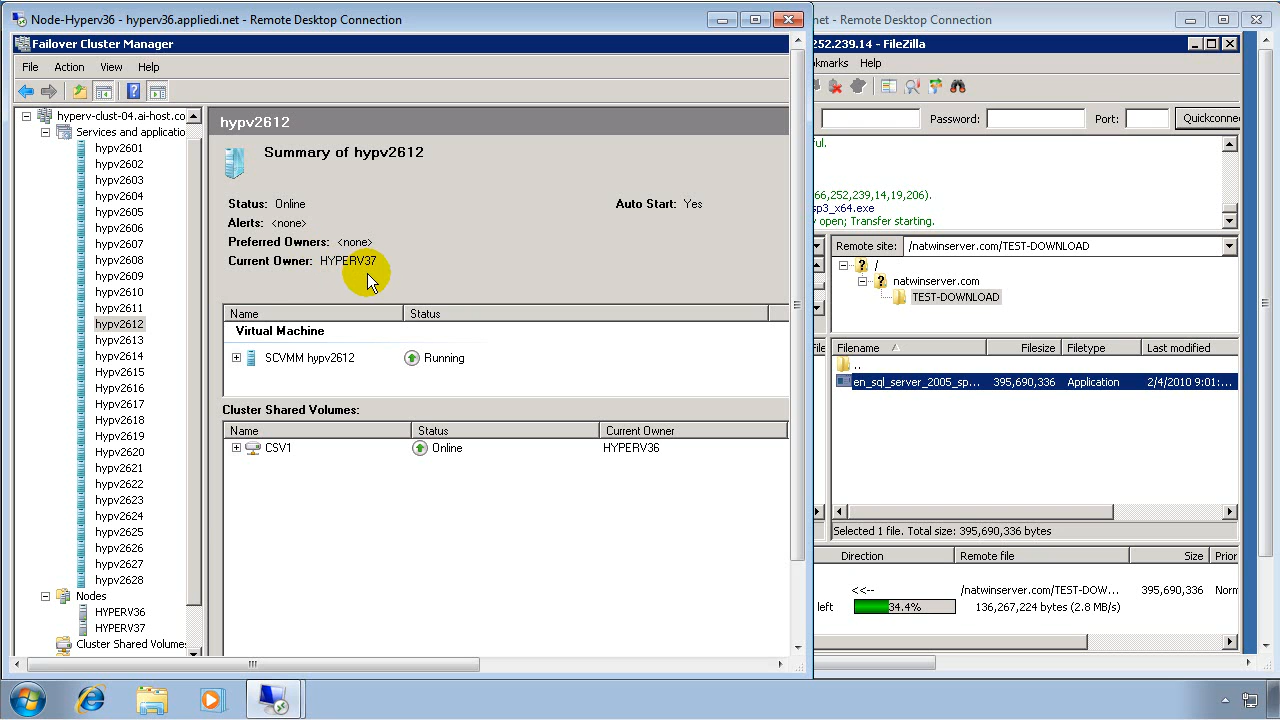 Node-Hyperv36 - hyperv36.appliedi.net - Remote Desktop Connection
Failover Cluster Manager
File Action View Help
hyperv-clust-04.ai-host.co
Services and applicatio
hypv2601
hypv2602
hypv2603
hypv2604
hypv2605
hypv2606
hypv2607
hypv2608
hypv2609
hypv2610
hypv2611
hypv2612
hypv2613
hypv2614
hypv2615
hypv2616
hypv2617
hypv2618
hypv2619
hypv2620
hypv2621
hypv2622
hypv2623
hypv2624
hypv2625
hypv2626
hypv2627
hypv2628
Nodes
HYPERV36
HYPERV37
Cluster Shared Volume
hypv2612
Summary of hypv2612
Status: Online
Auto Start: Yes
Alerts: <none>
Preferred Owners: <none>
Current Owner: HYPERV37
Name Status
Virtual Machine
SCVMM hypv2612 Running
Cluster Shared Volumes:
Name Status Current Owner
CSV1 Online HYPERV36
net - Remote Desktop Connection
252.239.14 - FileZilla
kmarks Help
Password: Port: Quickconne
ul.
66,252,239,14,19,206).
sp3_x64.exe
y open; Transfer starting.
Remote site: /natwinserver.com/TEST-DOWNLOAD
/
natwinserver.com
TEST-DOWNLOAD
File Filename Filesize Filetype Last modified
..
en_sql_server_2005_sp... 395,690,336 Application 2/4/2010 9:01:...
Selected 1 file. Total size: 395,690,336 bytes
Direction Remote file Size Prior
<<-- /natwinserver.com/TEST-DOW... 395,690,336 Norm
left 34.4% 136,267,224 bytes (2.8 MB/s)